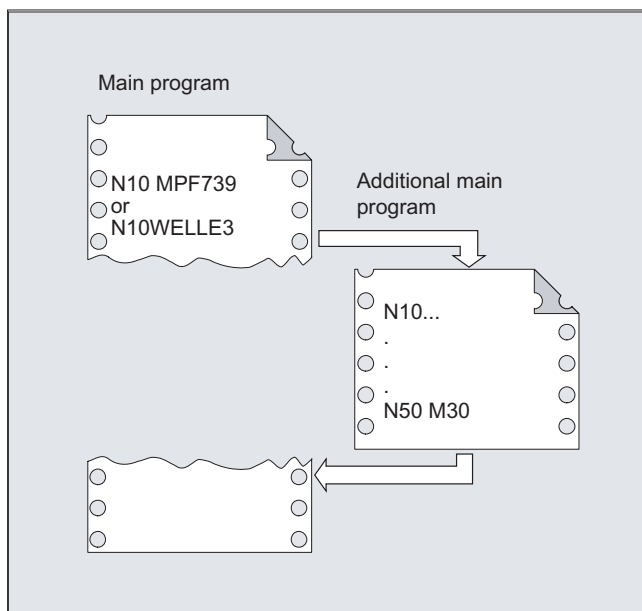 Main program
N10 MPF739
or
N10WELLE3
Additional main
program
N10...
.
.
.
N50 M30